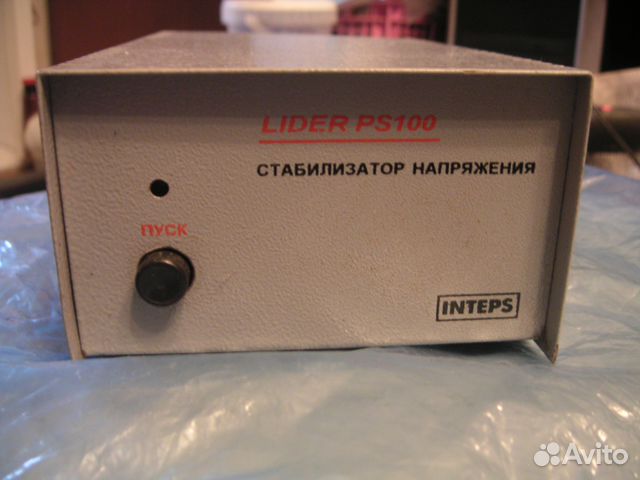 LIDER PS100
СТАБИЛИЗАТОР НАПРЯЖЕНИЯ
ПУСК
INTEPS
Avito